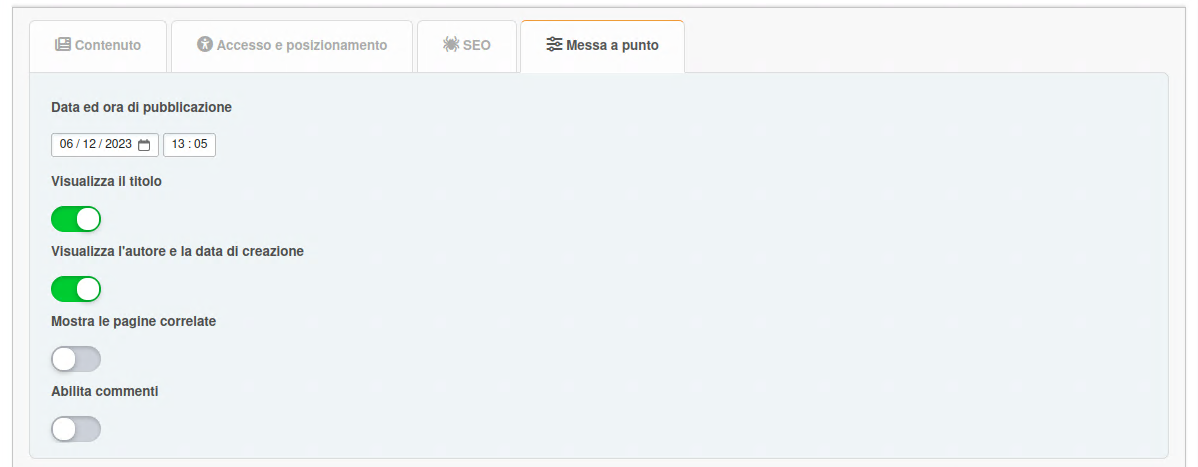 Contenuto Accesso e posizionamento SEO Messa a punto
Data ed ora di pubblicazione
06 / 12 / 2023 13 : 05
Visualizza il titolo
Visualizza l'autore e la data di creazione
Mostra le pagine correlate
Abilita commenti